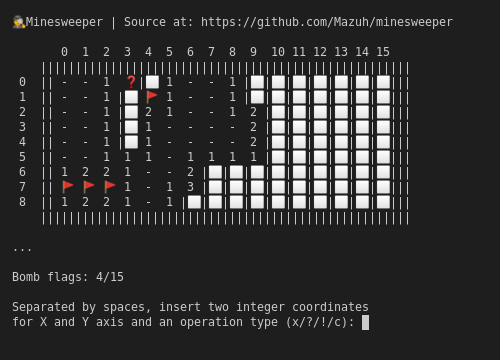 🕵Minesweeper | Source at: https://github.com/Mazuh/minesweeper
0 1 2 3 4 5 6 7 8 9 10 11 12 13 14 15
||||||||||||||||||||||||||||||||||||||||||||||||||||
0 || - - 1 ❓|⬜ 1 - - 1 |⬜|⬜|⬜|⬜|⬜|⬜|⬜|||
1 || - - 1 |⬜|🚩 1 - - 1 |⬜|⬜|⬜|⬜|⬜|⬜|⬜|||
2 || - - 1 |⬜ 2 1 - - 1 2 |⬜|⬜|⬜|⬜|⬜|⬜|||
3 || - - 1 |⬜ 1 - - - - 2 |⬜|⬜|⬜|⬜|⬜|⬜|||
4 || - - 1 |⬜ 1 - - - - 2 |⬜|⬜|⬜|⬜|⬜|⬜|||
5 || - - 1 1 1 - 1 1 1 1 |⬜|⬜|⬜|⬜|⬜|⬜|||
6 || 1 2 2 1 - - 2 |⬜|⬜|⬜|⬜|⬜|⬜|⬜|⬜|⬜|||
7 || 🚩 🚩 🚩 1 - 1 3 |⬜|⬜|⬜|⬜|⬜|⬜|⬜|⬜|⬜|||
8 || 1 2 2 1 - 1 |⬜|⬜|⬜|⬜|⬜|⬜|⬜|⬜|⬜|⬜|||
||||||||||||||||||||||||||||||||||||||||||||||||||||
...
Bomb flags: 4/15
Separated by spaces, insert two integer coordinates
for X and Y axis and an operation type (x/?/!/c):